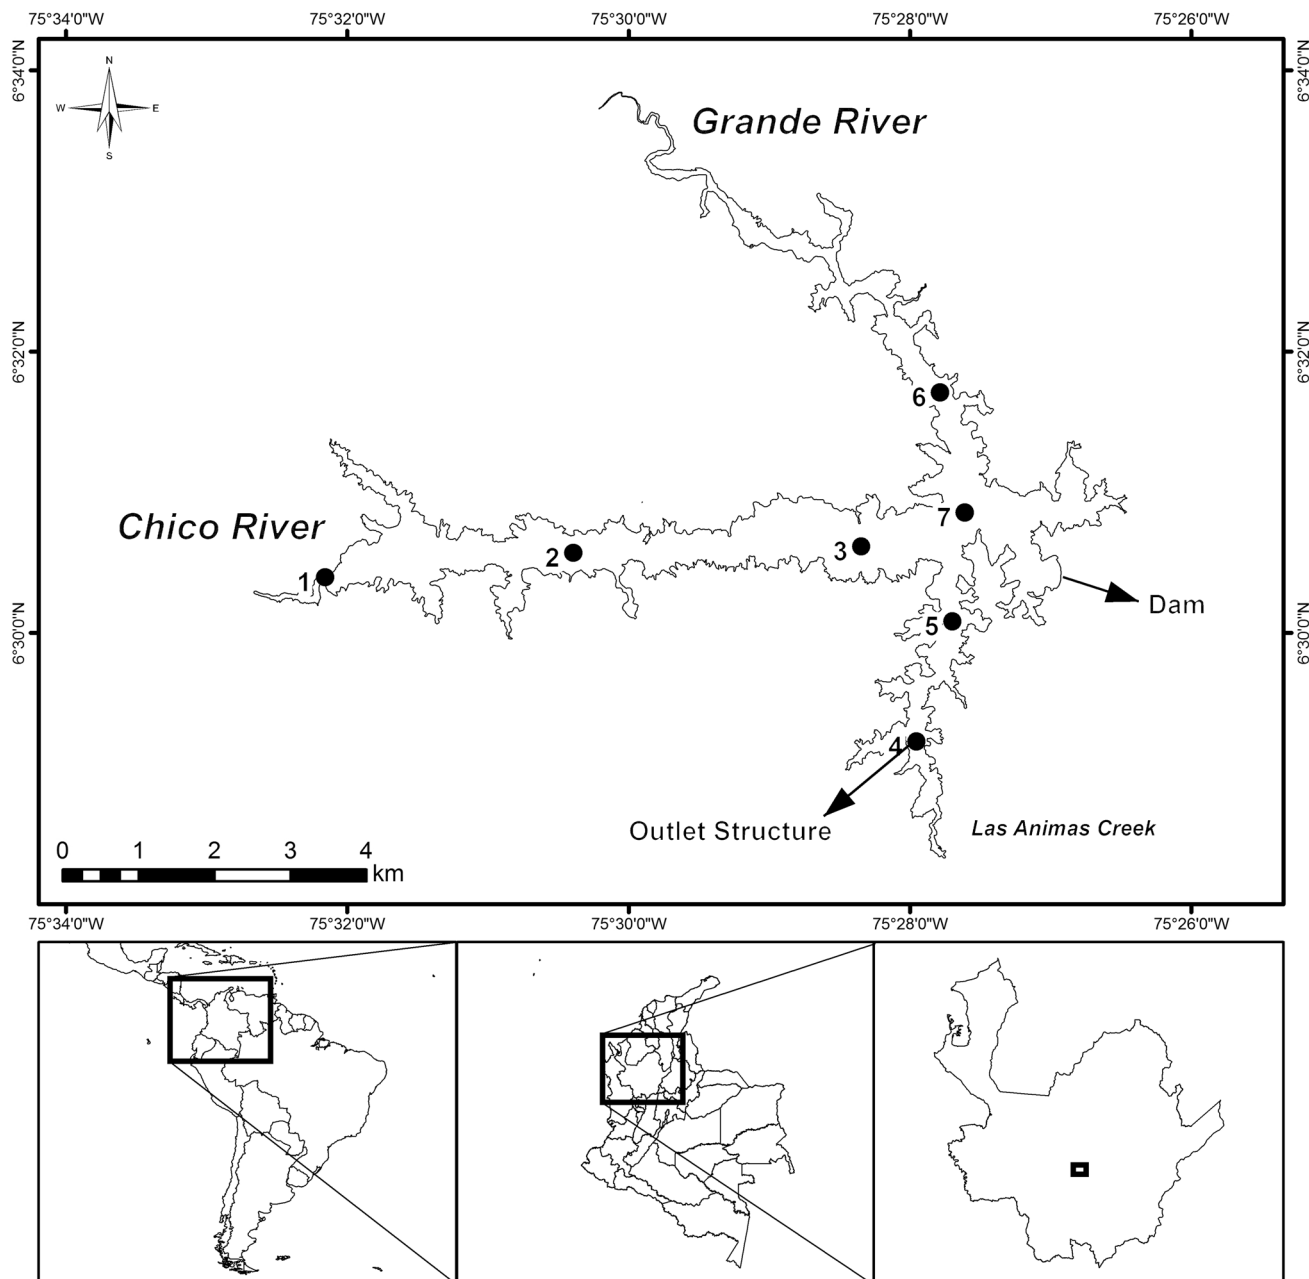 75°34'0"W 75°32'0"W 75°30'0"W 75°28'0"W 75°26'0"W
6°34'0"N 6°34'0"N
N
W E
S
Grande River
6°32'0"N 6°32'0"N
6
Chico River
7
3
2
1
Dam
5
6°30'0"N 6°30'0"N
4
Outlet Structure
Las Animas Creek
0 1 2 3 4
km
75°34'0"W 75°32'0"W 75°30'0"W 75°28'0"W 75°26'0"W